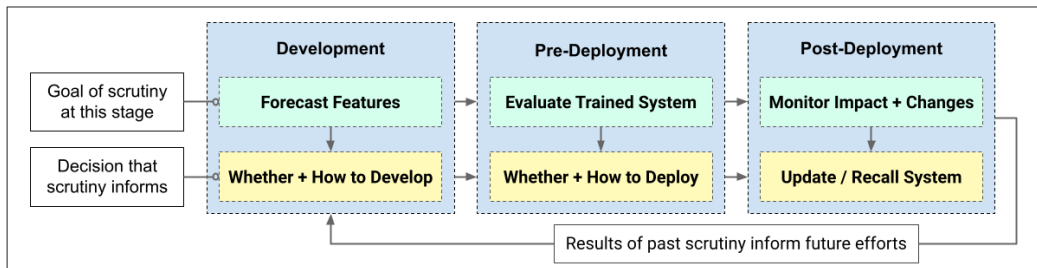 Development
Pre-Deployment
Post-Deployment
Goal of scrutiny
at this stage
Forecast Features
Evaluate Trained System
Monitor Impact + Changes
Decision that
scrutiny informs
Whether + How to Develop
Whether + How to Deploy
Update / Recall System
Results of past scrutiny inform future efforts